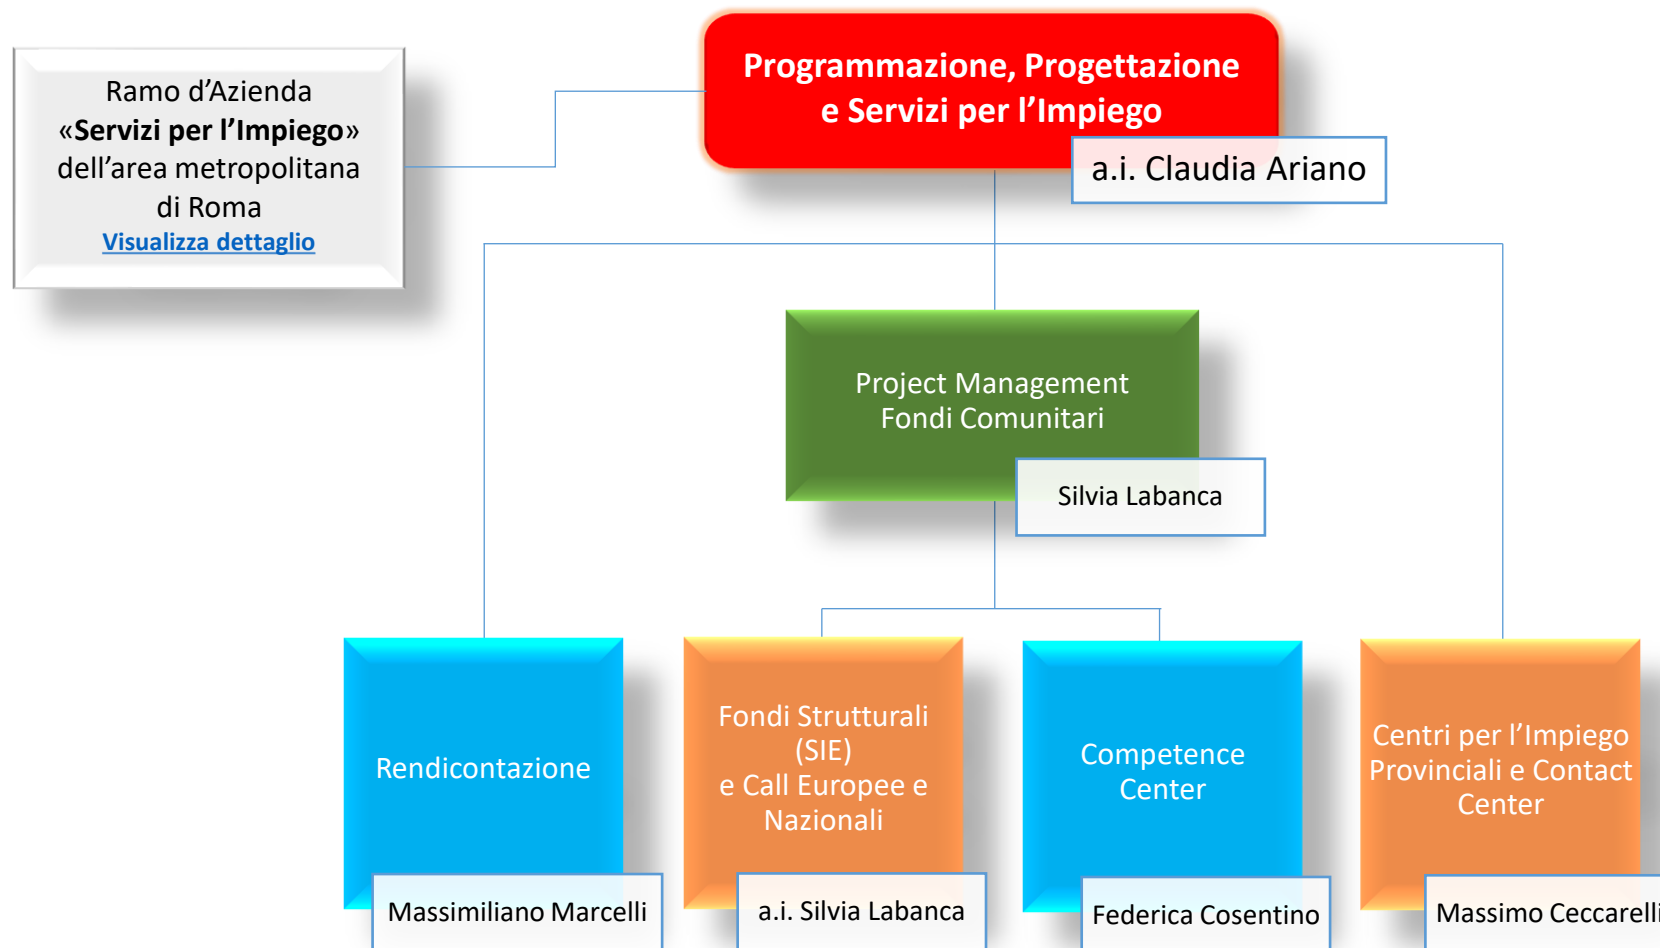 Programmazione, Progettazione
e Servizi per l’Impiego
a.i. Claudia Ariano
Ramo d’Azienda
«Servizi per l’Impiego»
dell’area metropolitana
di Roma
Visualizza dettaglio
Project Management
Fondi Comunitari
Silvia Labanca
Rendicontazione
Massimiliano Marcelli
Fondi Strutturali
(SIE)
e Call Europee e
Nazionali
a.i. Silvia Labanca
Competence
Center
Federica Cosentino
Centri per l’Impiego
Provinciali e Contact
Center
Massimo Ceccarelli